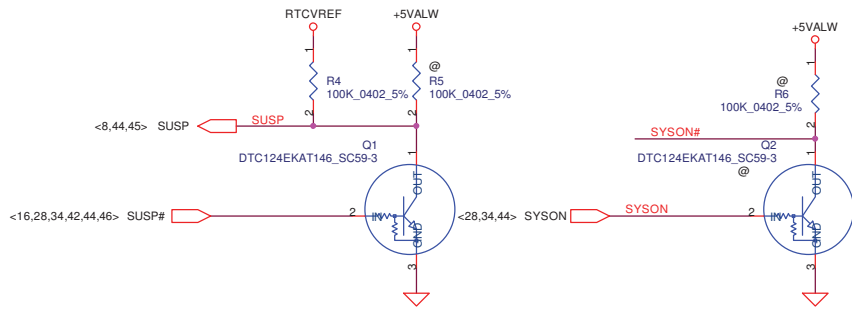 RTCVREF
+5VALW
+5VALW
1
1
@
R4
100K_0402_5%
R5
100K_0402_5%
2
2
1
@
R6
100K_0402_5%
2
<8,44,45> SUSP
SUSP
SYSON#
Q1
DTC124EKAT146_SC59-3
1
Q2
DTC124EKAT146_SC59-3
@
1
OUT
OUT
<16,28,34,42,44,46> SUSP#
2
IN
<28,34,44> SYSON
SYSON
2
IN
GND
GND
3
3